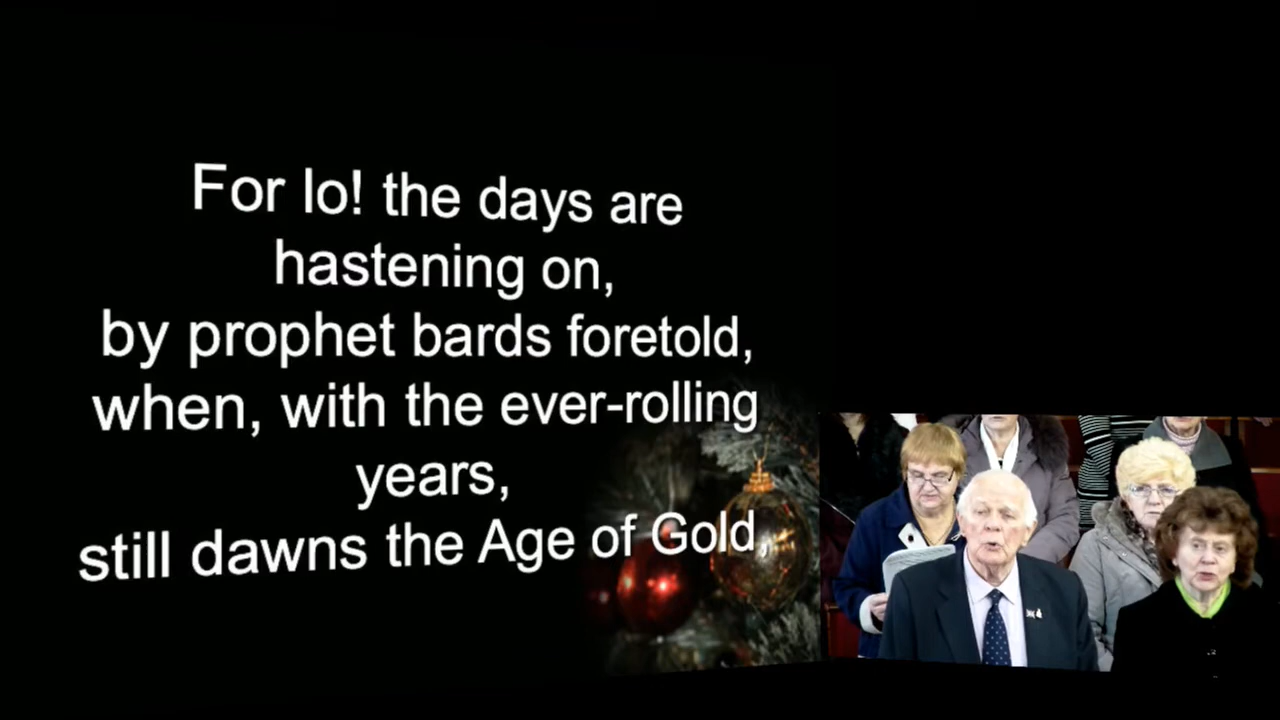 For lo! the days are
hastening on,
by prophet bards foretold,
when, with the ever-rolling
years,
still dawns the Age of Gold,